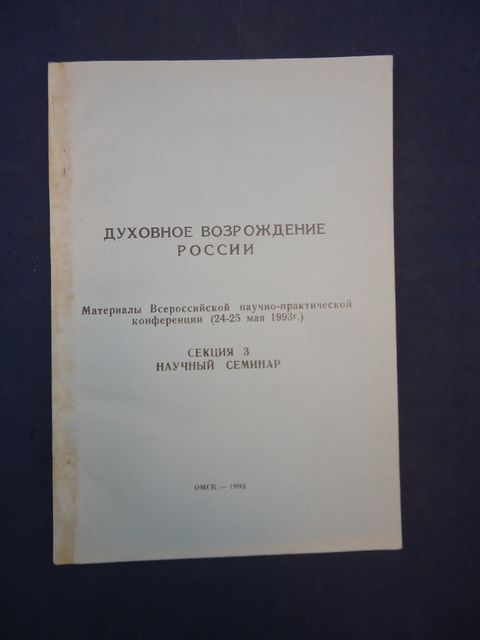 ДУХОВНОЕ ВОЗРОЖДЕНИЕ
РОССИИ
Материалы Всероссийской научно-практической
конференции (24-25 мая 1993г.)
СЕКЦИЯ 3
НАУЧНЫЙ СЕМИНАР
ОМСК — 1993